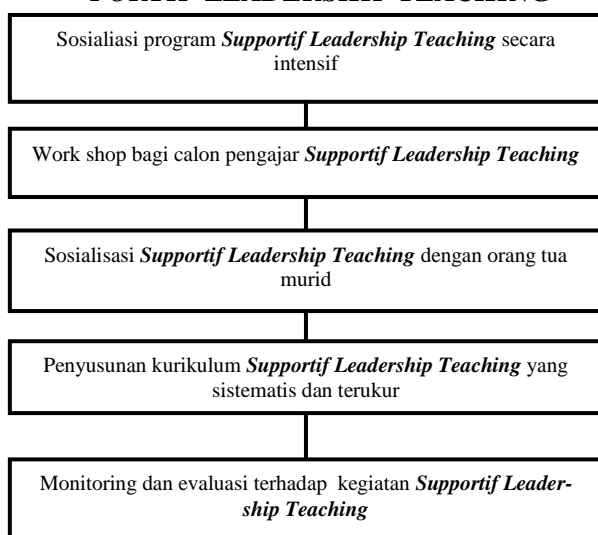 LEADERSHIP TEACHING
Sosialiasi program Supportif Leadership Teaching secara
intensif
Work shop bagi calon pengajar Supportif Leadership Teaching
Sosialisasi Supportif Leadership Teaching dengan orang tua
murid
Penyusunan kurikulum Supportif Leadership Teaching yang
sistematis dan terukur
Monitoring dan evaluasi terhadap kegiatan Supportif Leader-
ship Teaching